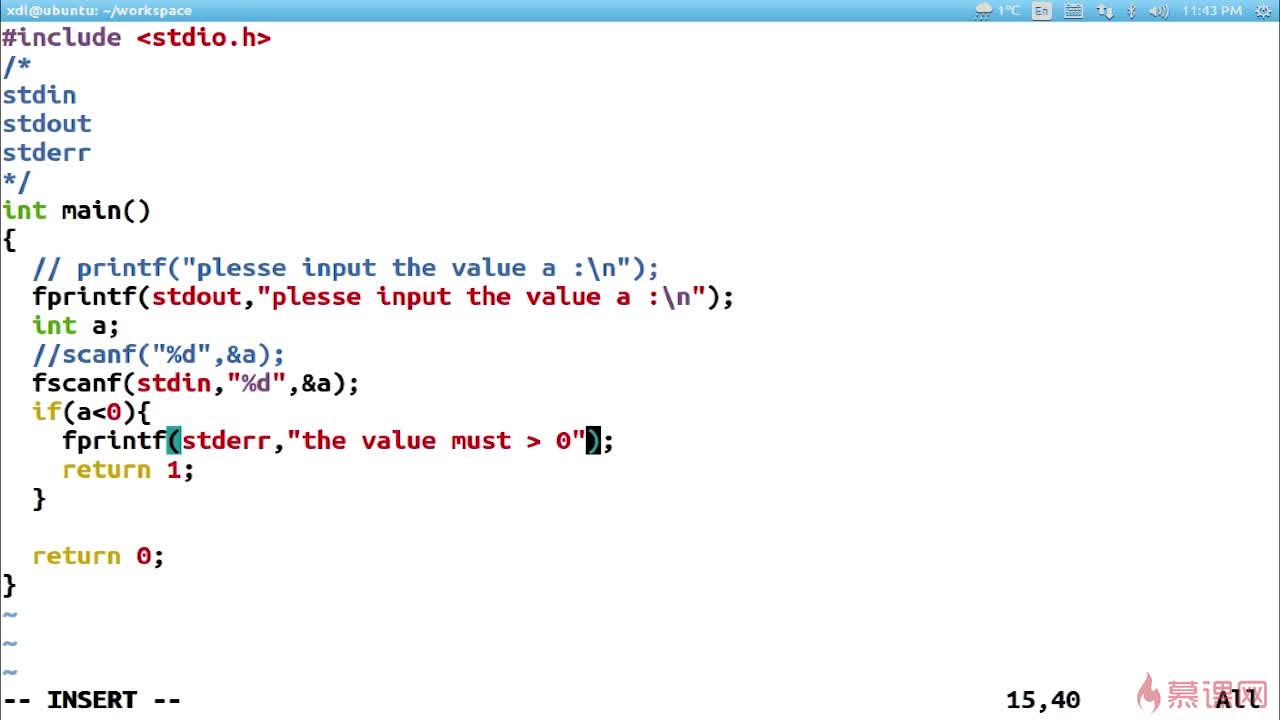 xdl@ubuntu: ~/workspace
1°C En 11:43 PM
#include <stdio.h>
/*
stdin
stdout
stderr
*/
int main()
{
  // printf("plesse input the value a :\n");
  fprintf(stdout,"plesse input the value a :\n");
  int a;
  //scanf("%d",&a);
  fscanf(stdin,"%d",&a);
  if(a<0){
    fprintf(stderr,"the value must > 0");
    return 1;
  }
  return 0;
}
~
~
~
-- INSERT -- 15,40 All
慕课网